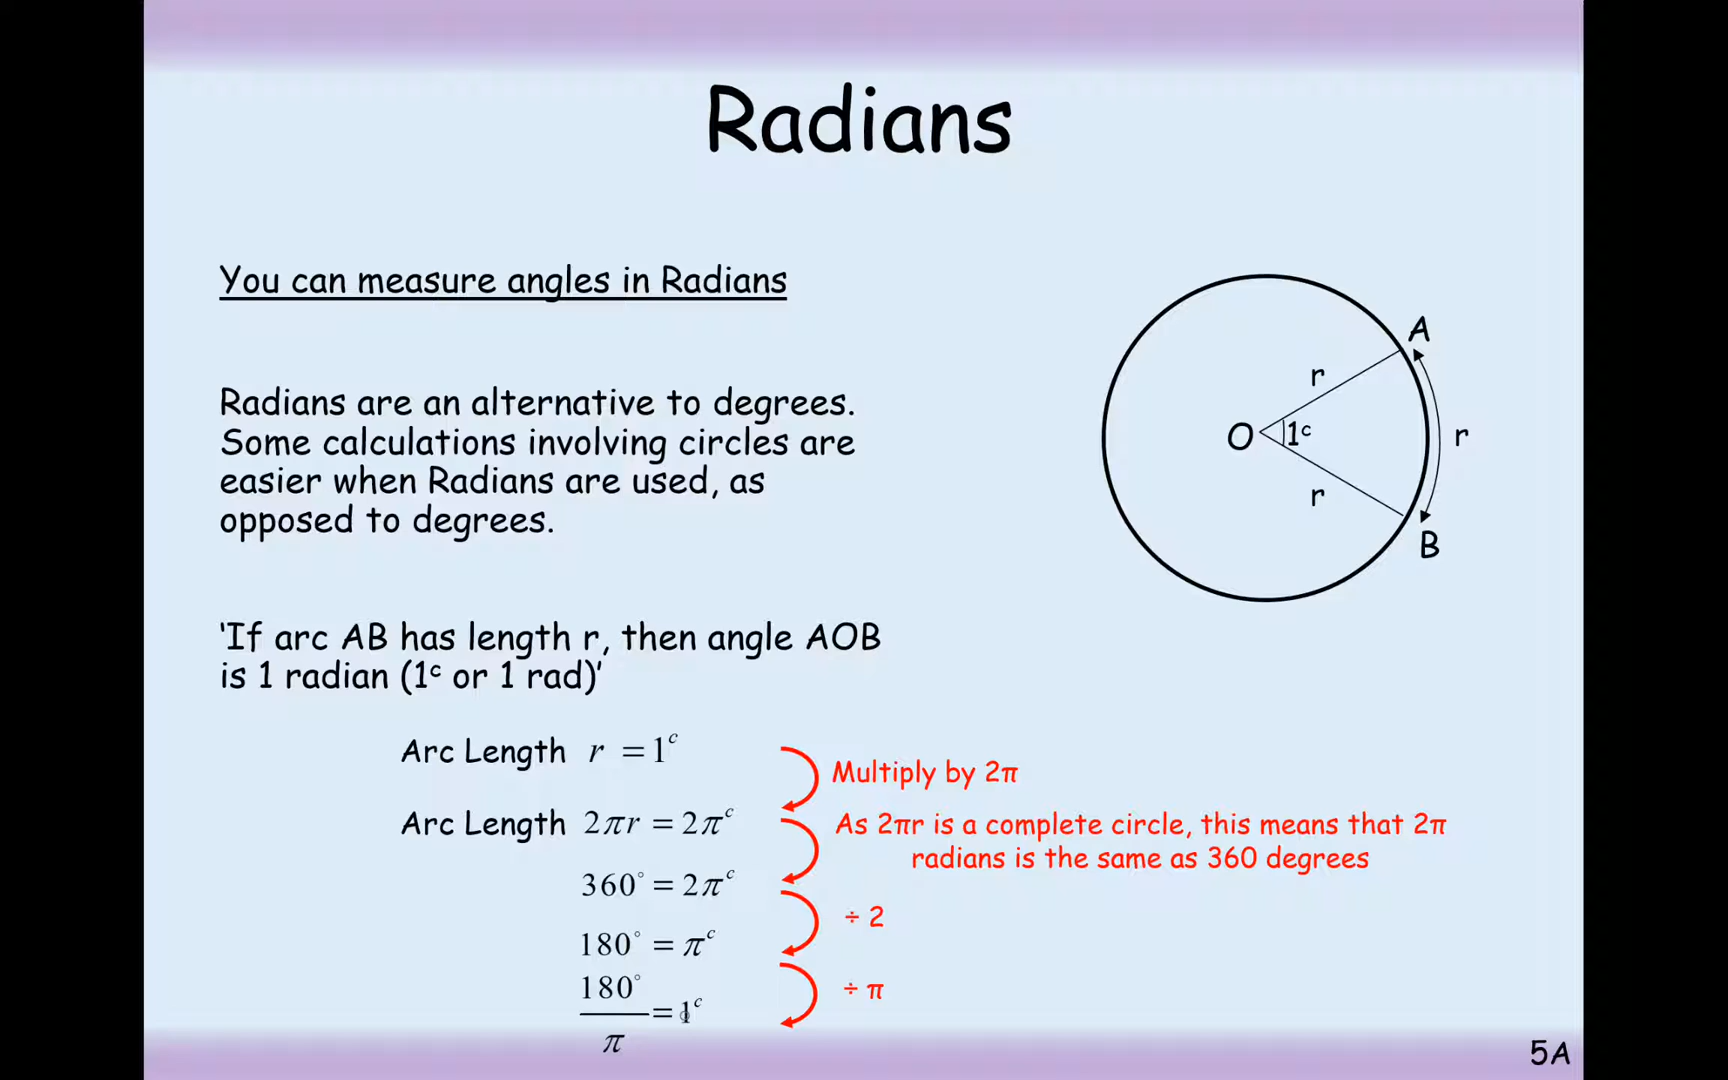 Radians
You can measure angles in Radians
Radians are an alternative to degrees.
Some calculations involving circles are
easier when Radians are used, as
opposed to degrees.
'If arc AB has length r, then angle AOB
is 1 radian (1ᶜ or 1 rad)'
A
r
O 1ᶜ
r
r
B
Arc Length r = 1ᶜ
Multiply by 2π
Arc Length 2πr = 2πᶜ
As 2πr is a complete circle, this means that 2π
radians is the same as 360 degrees
360° = 2πᶜ
÷ 2
180° = πᶜ
÷ π
180°/π = 1ᶜ
5A